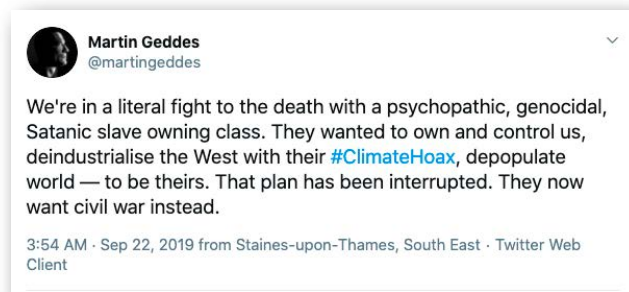 Martin Geddes
@martingeddes
We're in a literal fight to the death with a psychopathic, genocidal,
Satanic slave owning class. They wanted to own and control us,
deindustrialise the West with their #ClimateHoax, depopulate
world — to be theirs. That plan has been interrupted. They now
want civil war instead.
3:54 AM · Sep 22, 2019 from Staines-upon-Thames, South East · Twitter Web
Client